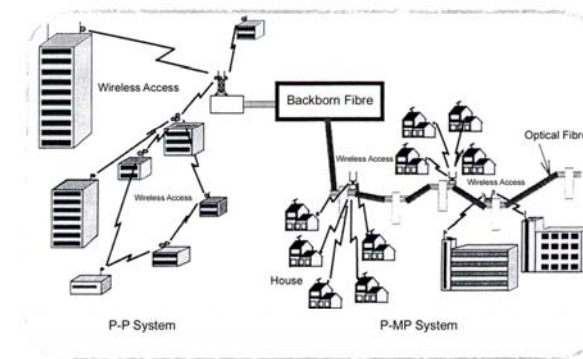 Wireless Access
Backborn Fibre
Optical Fibre
Wireless Access
Wireless Access
Wireless Access
House
P-P System
P-MP System